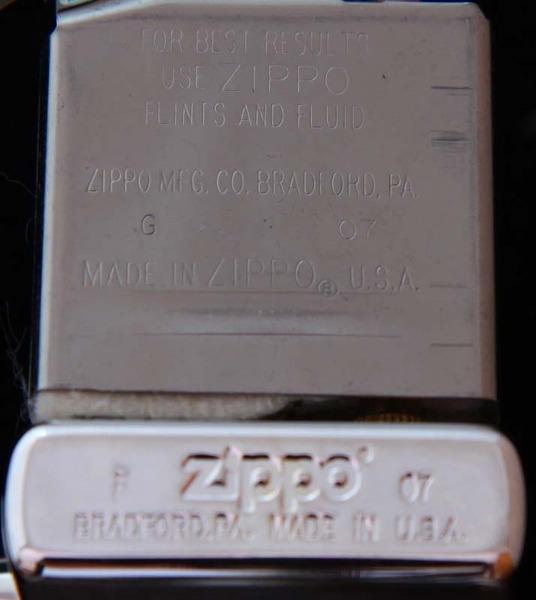 FOR BEST RESULTS
USE ZIPPO
FLINTS AND FLUID
ZIPPO MFG. CO. BRADFORD, PA.
G 07
MADE IN ZIPPO® U.S.A.
F zippo® 07
BRADFORD, PA. MADE IN U.S.A.